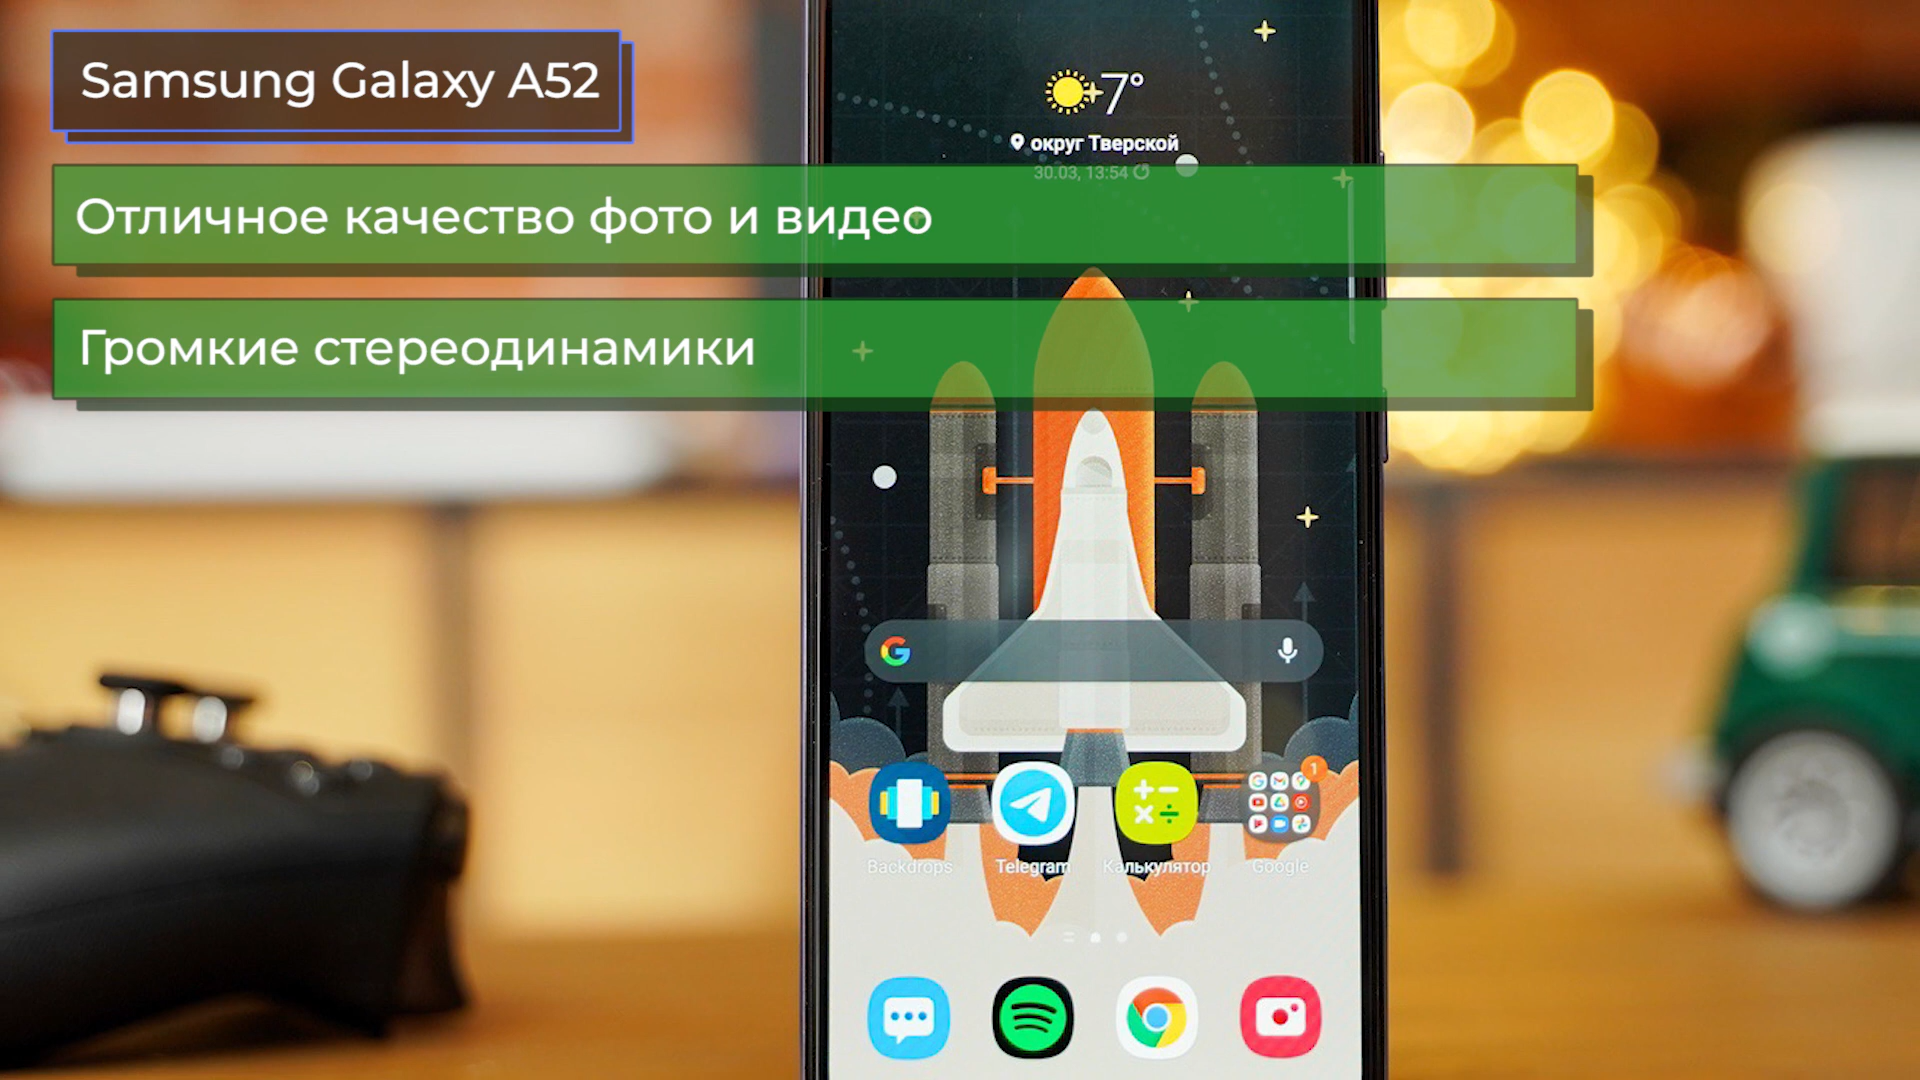 Samsung Galaxy A52
7°
округ Тверской
30.03, 13:54
Отличное качество фото и видео
Громкие стереодинамики
1
Backdrops Telegram Калькулятор Google